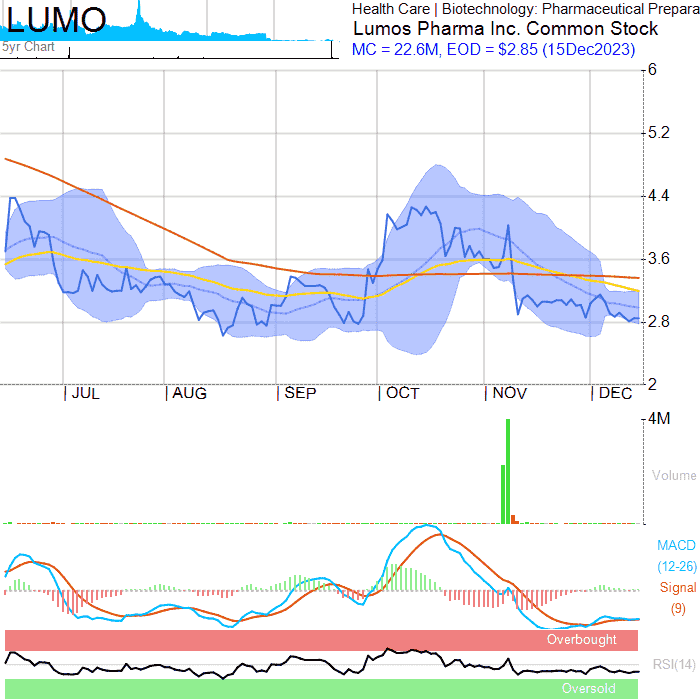 LUMO
5yr Chart
Health Care | Biotechnology: Pharmaceutical Prepara
Lumos Pharma Inc. Common Stock
MC = 22.6M, EOD = $2.85 (15Dec2023)
6
5.2
4.4
3.6
2.8
2
| JUL | AUG | SEP | OCT | NOV | DEC
4M
Volume
MACD
(12-26)
Signal
(9)
Overbought
RSI(14)
Oversold